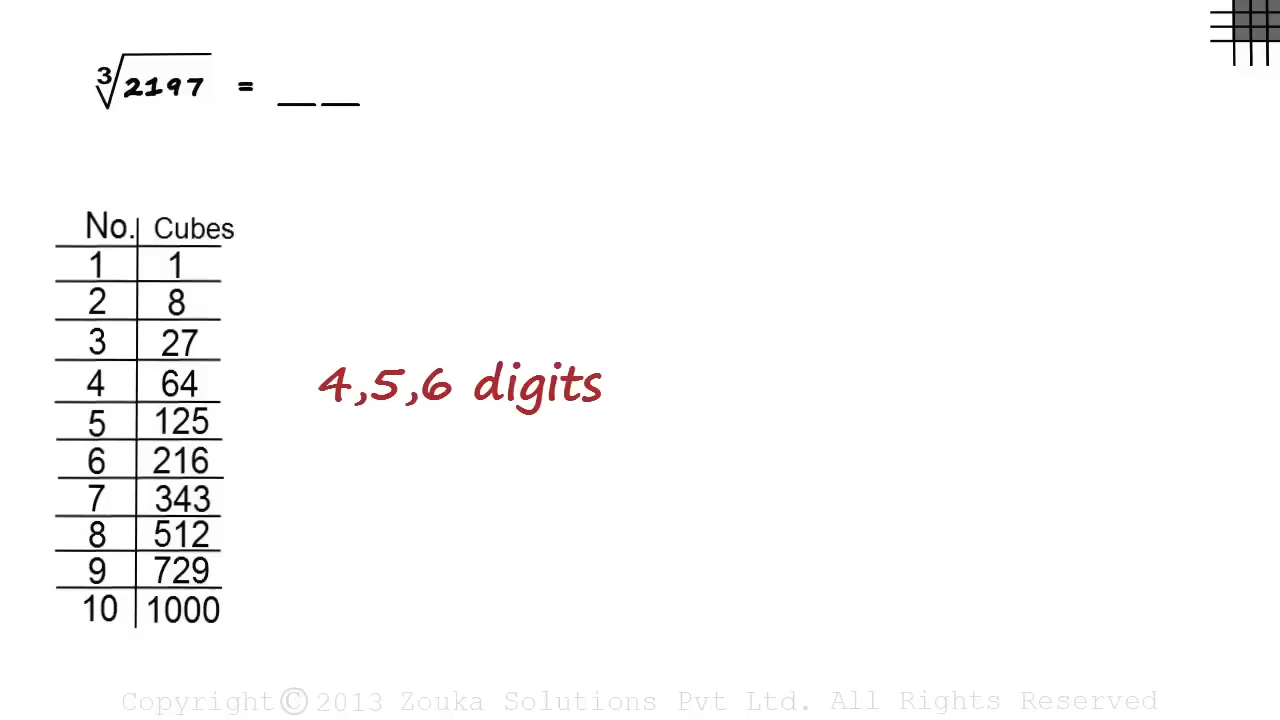 ∛2197 = __ __
No. Cubes
1 1
2 8
3 27
4 64
4,5,6 digits
5 125
6 216
7 343
8 512
9 729
10 1000
Copyright© 2013 Zouka Solutions Pvt Ltd. All Rights Reserved